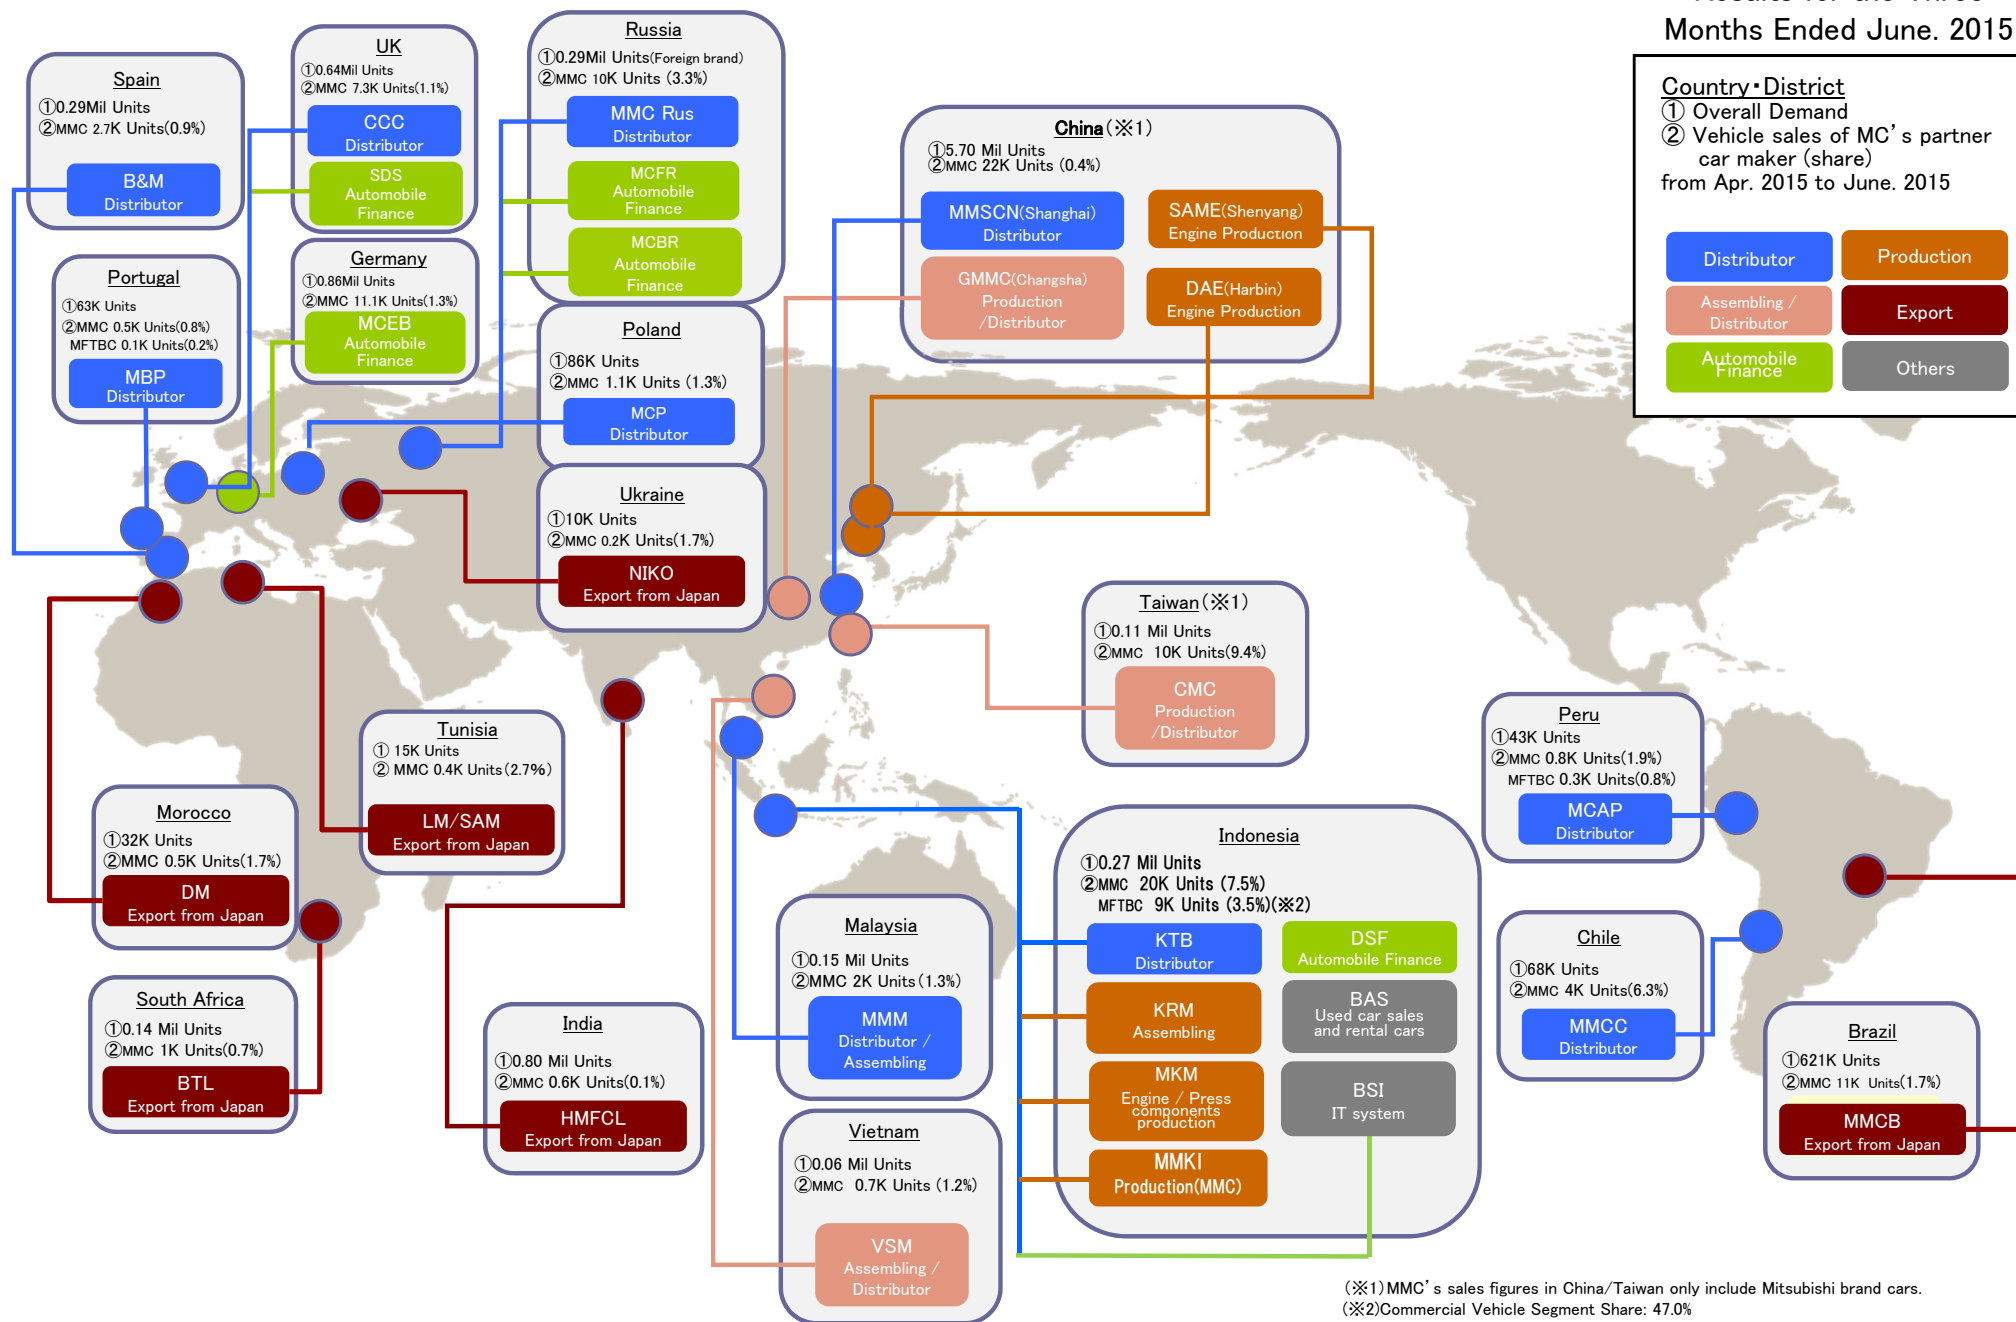 Months Ended June. 2015
Country・District
① Overall Demand
② Vehicle sales of MC's partner
car maker (share)
from Apr. 2015 to June. 2015
Distributor
Production
Assembling /
Distributor
Export
Automobile
Finance
Others
Spain
①0.29Mil Units
②MMC 2.7K Units(0.9%)
B&M
Distributor
UK
①0.64Mil Units
②MMC 7.3K Units(1.1%)
CCC
Distributor
SDS
Automobile
Finance
Russia
①0.29Mil Units(Foreign brand)
②MMC 10K Units (3.3%)
MMC Rus
Distributor
MCFR
Automobile
Finance
MCBR
Automobile
Finance
China(※1)
①5.70 Mil Units
②MMC 22K Units (0.4%)
MMSCN(Shanghai)
Distributor
SAME(Shenyang)
Engine Production
GMMC(Changsha)
Production
/Distributor
DAE(Harbin)
Engine Production
Portugal
①63K Units
②MMC 0.5K Units(0.8%)
MFTBC 0.1K Units(0.2%)
MBP
Distributor
Germany
①0.86Mil Units
②MMC 11.1K Units(1.3%)
MCEB
Automobile
Finance
Poland
①86K Units
②MMC 1.1K Units (1.3%)
MCP
Distributor
Ukraine
①10K Units
②MMC 0.2K Units(1.7%)
NIKO
Export from Japan
Taiwan(※1)
①0.11 Mil Units
②MMC 10K Units(9.4%)
CMC
Production
/Distributor
Tunisia
① 15K Units
② MMC 0.4K Units(2.7%)
LM/SAM
Export from Japan
Morocco
①32K Units
②MMC 0.5K Units(1.7%)
DM
Export from Japan
South Africa
①0.14 Mil Units
②MMC 1K Units(0.7%)
BTL
Export from Japan
India
①0.80 Mil Units
②MMC 0.6K Units(0.1%)
HMFCL
Export from Japan
Malaysia
①0.15 Mil Units
②MMC 2K Units(1.3%)
MMM
Distributor /
Assembling
Vietnam
①0.06 Mil Units
②MMC 0.7K Units (1.2%)
VSM
Assembling /
Distributor
Indonesia
①0.27 Mil Units
②MMC 20K Units (7.5%)
MFTBC 9K Units (3.5%)(※2)
KTB
Distributor
DSF
Automobile Finance
KRM
Assembling
BAS
Used car sales
and rental cars
MKM
Engine / Press
components
production
BSI
IT system
MMKI
Production(MMC)
Peru
①43K Units
②MMC 0.8K Units(1.9%)
MFTBC 0.3K Units(0.8%)
MCAP
Distributor
Chile
①68K Units
②MMC 4K Units(6.3%)
MMCC
Distributor
Brazil
①621K Units
②MMC 11K Units(1.7%)
MMCB
Export from Japan
(※1)MMC's sales figures in China/Taiwan only include Mitsubishi brand cars.
(※2)Commercial Vehicle Segment Share: 47.0%